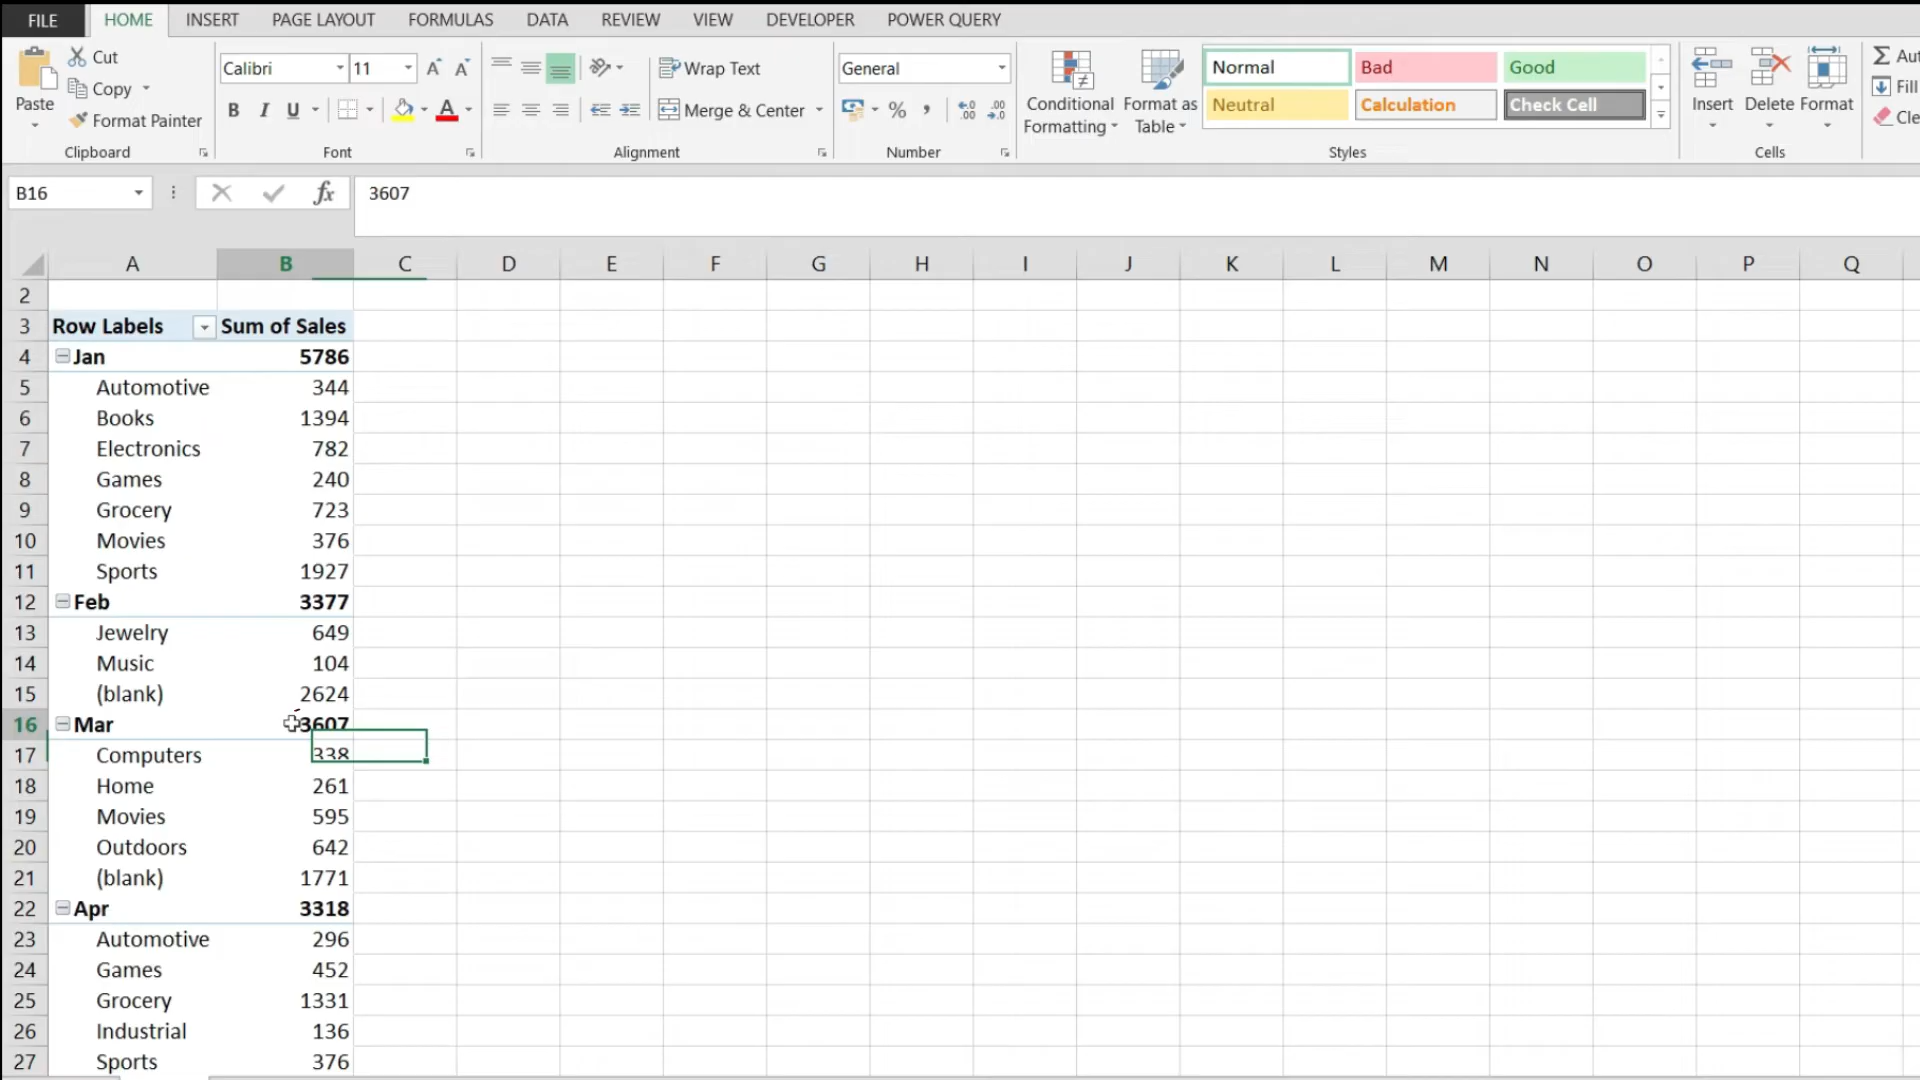 FILE HOME INSERT PAGE LAYOUT FORMULAS DATA REVIEW VIEW DEVELOPER POWER QUERY
Paste Cut Copy Format Painter
Clipboard
Calibri 11
B I U A
Font
Wrap Text
Merge & Center
Alignment
General
% ,
Number
Conditional Formatting
Format as Table
Normal Bad Good
Neutral Calculation Check Cell
Styles
Insert Delete Format
Cells
Σ Aut
Fill
Cle
B16 fx 3607
A B C D E F G H I J K L M N O P Q
2
3 Row Labels Sum of Sales
4 Jan 5786
5 Automotive 344
6 Books 1394
7 Electronics 782
8 Games 240
9 Grocery 723
10 Movies 376
11 Sports 1927
12 Feb 3377
13 Jewelry 649
14 Music 104
15 (blank) 2624
16 Mar 3607
17 Computers 338
18 Home 261
19 Movies 595
20 Outdoors 642
21 (blank) 1771
22 Apr 3318
23 Automotive 296
24 Games 452
25 Grocery 1331
26 Industrial 136
27 Sports 376